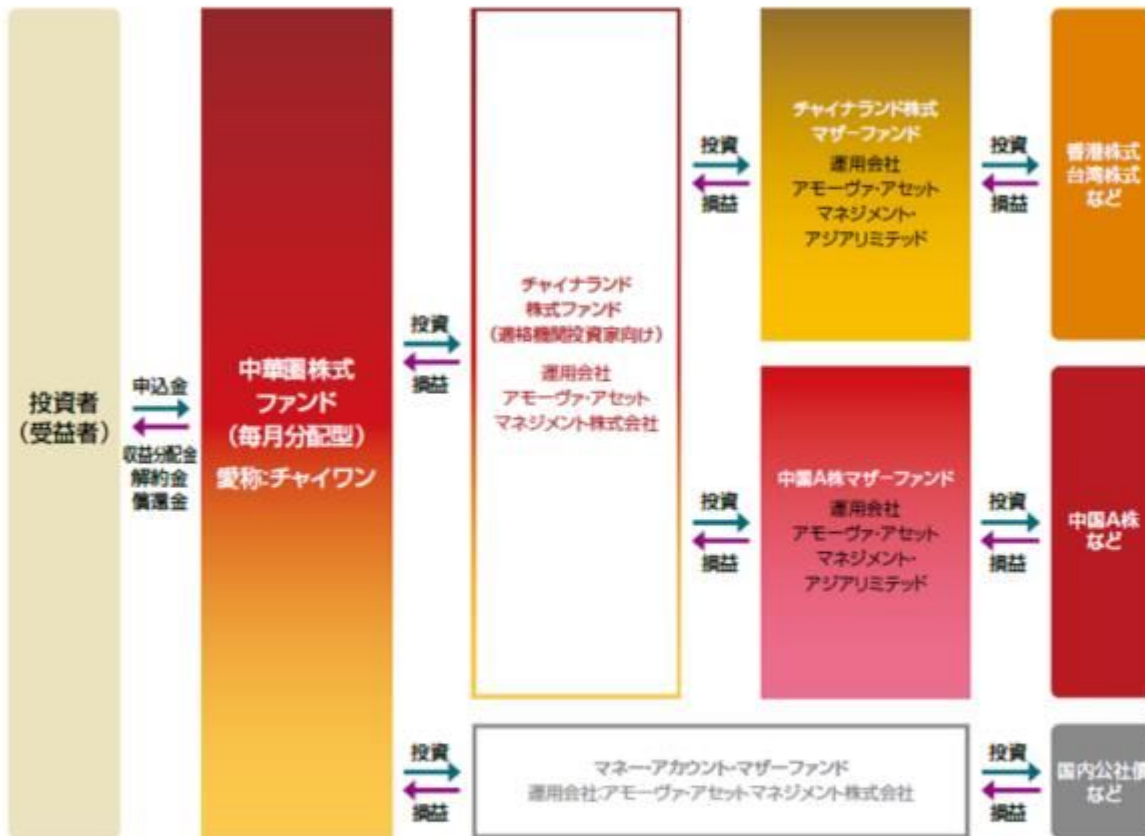 投資者
(受益者)
申込金
収益分配金
解約金
償還金
中華圏株式
ファンド
(毎月分配型)
愛称:チャイワン
投資
損益
チャイナランド
株式ファンド
(適格機関投資家向け)
運用会社
アモーヴァ・アセット
マネジメント株式会社
投資
損益
チャイナランド株式
マザーファンド
運用会社
アモーヴァ・アセット
マネジメント・
アジアリミテッド
投資
損益
香港株式
台湾株式
など
投資
損益
中国A株マザーファンド
運用会社
アモーヴァ・アセット
マネジメント・
アジアリミテッド
投資
損益
中国A株
など
投資
損益
マネー・アカウント・マザーファンド
運用会社:アモーヴァ・アセットマネジメント株式会社
投資
損益
国内公社債
など